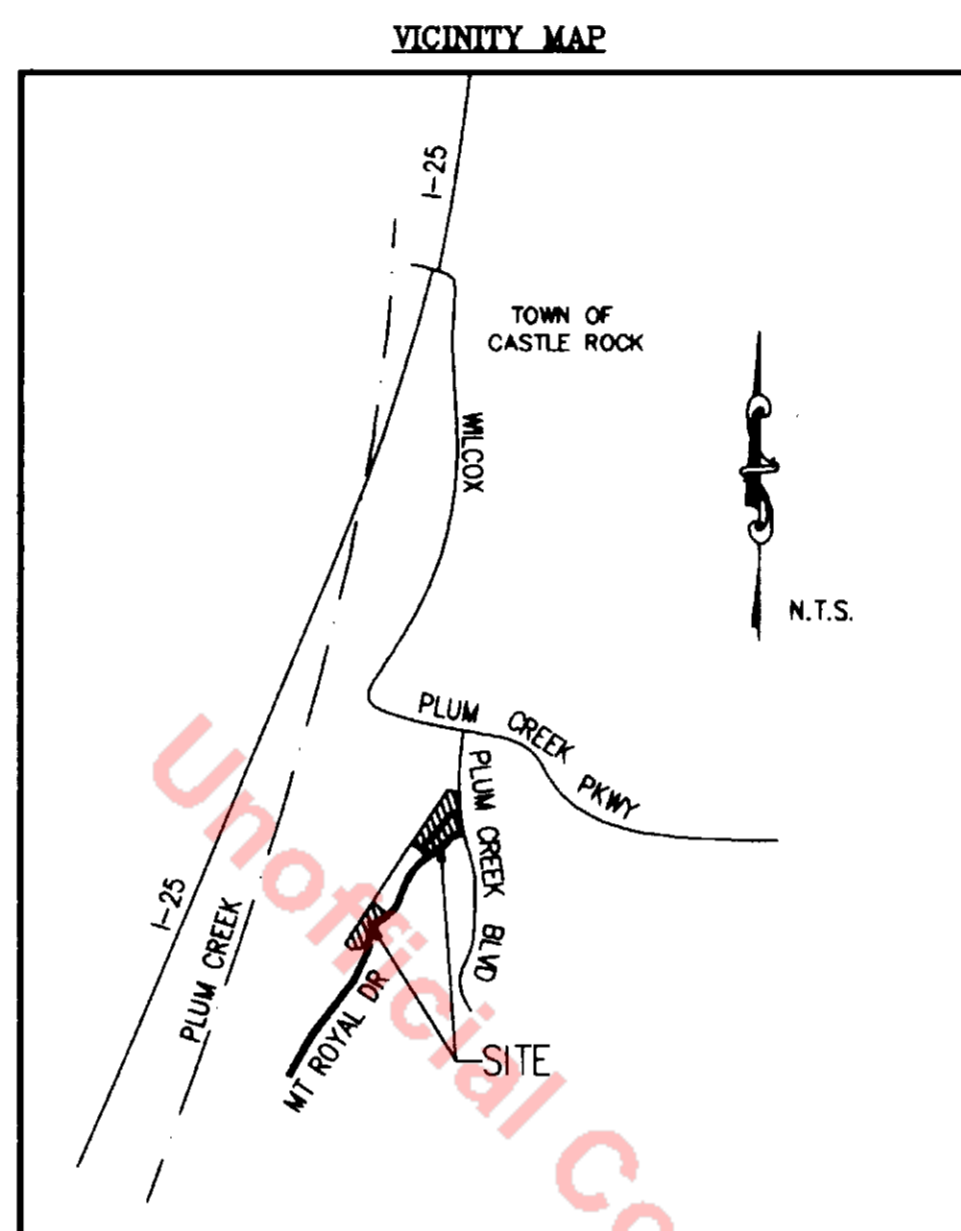 VICINITY MAP
I-25
TOWN OF
CASTLE ROCK
WILCOX
N.T.S.
PLUM CREEK PKWY
PLUM CREEK BLVD
I-25
PLUM CREEK
MT ROYAL DR
SITE
Unofficial Co